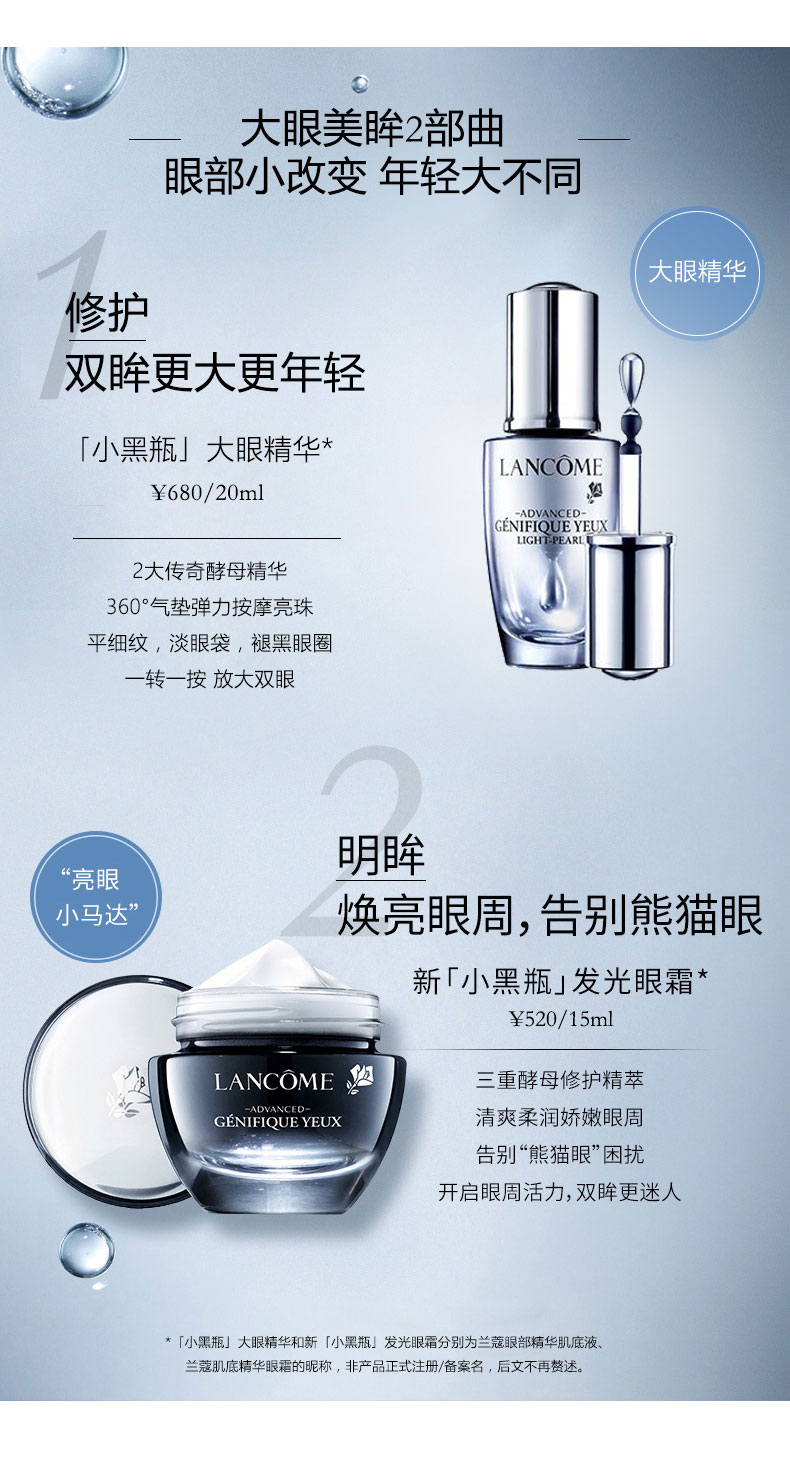 大眼美眸2部曲
眼部小改变 年轻大不同
大眼精华
1
修护
双眸更大更年轻
「小黑瓶」大眼精华*
¥680/20ml
2大传奇酵母精华
360°气垫弹力按摩亮珠
平细纹，淡眼袋，褪黑眼圈
一转一按 放大双眼
LANCÔME
-ADVANCED-
GÉNIFIQUE YEUX
LIGHT-PEARL
2
明眸
焕亮眼周，告别熊猫眼
“亮眼
小马达”
新「小黑瓶」发光眼霜*
¥520/15ml
三重酵母修护精萃
清爽柔润娇嫩眼周
告别“熊猫眼”困扰
开启眼周活力，双眸更迷人
LANCÔME
-ADVANCED-
GÉNIFIQUE YEUX
*「小黑瓶」大眼精华和新「小黑瓶」发光眼霜分别为兰蔻眼部精华肌底液、
兰蔻肌底精华眼霜的昵称，非产品正式注册/备案名，后文不再赘述。